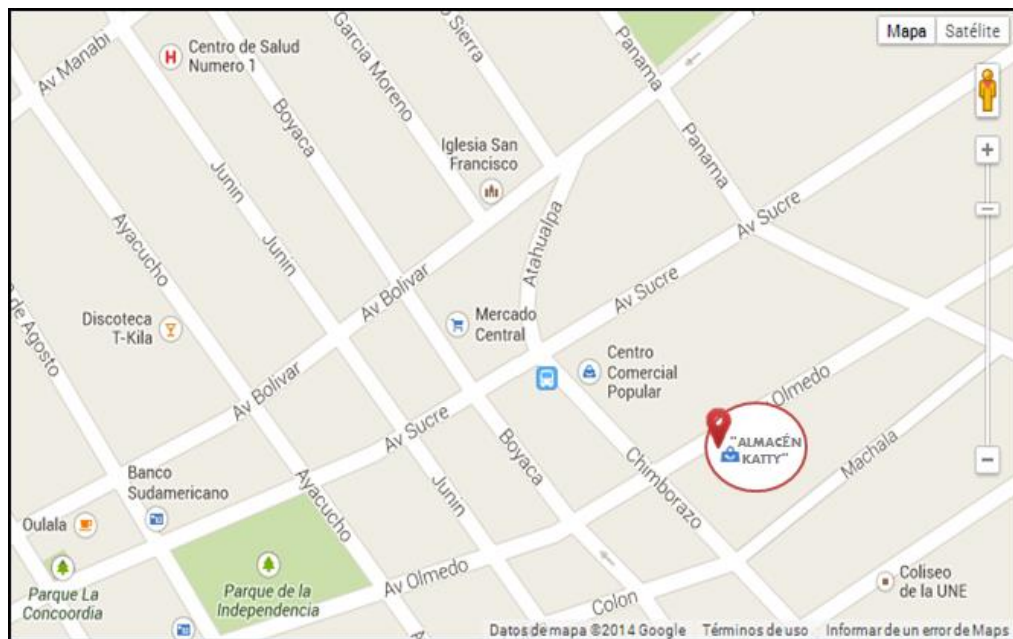 Mapa
Satélite
Av Manabi
Centro de Salud
Numero 1
Garcia Moreno
Sierra
Panama
Boyaca
Iglesia San
Francisco
Panama
Junin
Ayacucho
Junin
Atahualpa
Av Sucre
Av Bolivar
Av Sucre
de Agosto
Discoteca
T-Kila
Mercado
Central
Centro
Comercial
Popular
Av Bolivar
Av Sucre
Olmedo
"ALMACÉN
KATTY"
Machala
Boyaca
Chimborazo
Banco
Sudamericano
Ayacucho
Junin
Oulala
Parque La
Concoordia
Parque de la
Independencia
Av Olmedo
Colon
Coliseo
de la UNE
Datos de mapa ©2014 Google
Términos de uso
Informar de un error de Maps